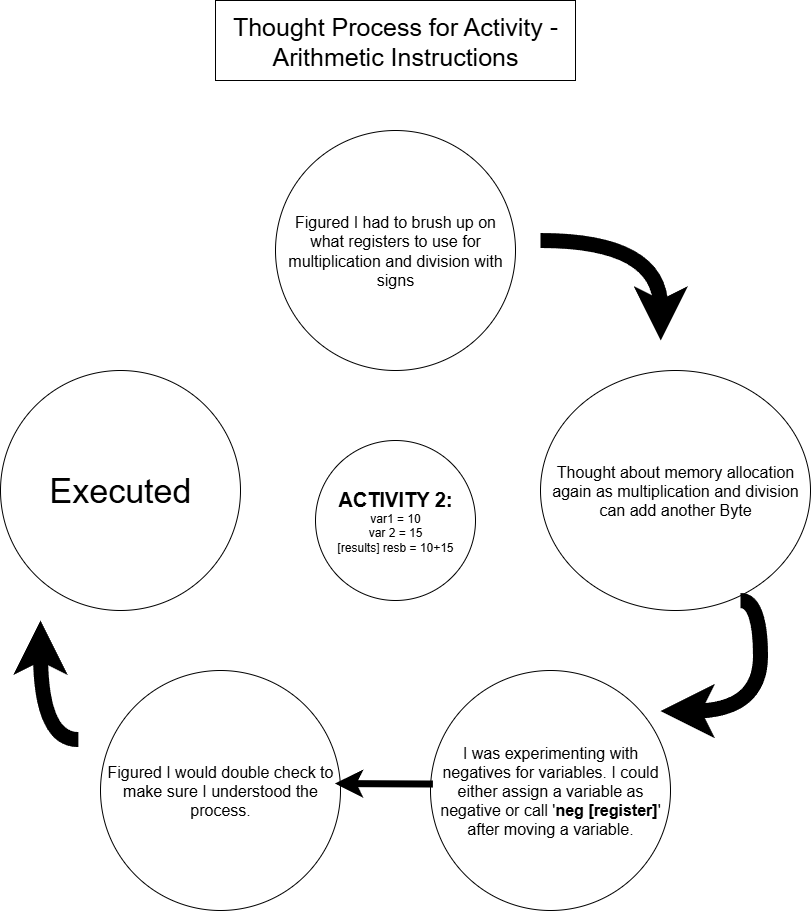 Thought Process for Activity -
Arithmetic Instructions
Figured I had to brush up on
what registers to use for
multiplication and division with
signs
Thought about memory allocation
again as multiplication and division
can add another Byte
I was experimenting with
negatives for variables. I could
either assign a variable as
negative or call 'neg [register]'
after moving a variable.
Figured I would double check to
make sure I understood the
process.
Executed
ACTIVITY 2:
var1 = 10
var 2 = 15
[results] resb = 10+15